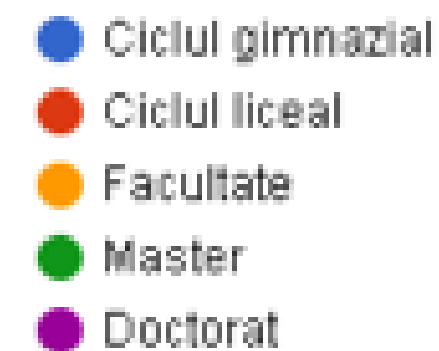 Ciclul gimnazial
Ciclul liceal
Facultate
Master
Doctorat